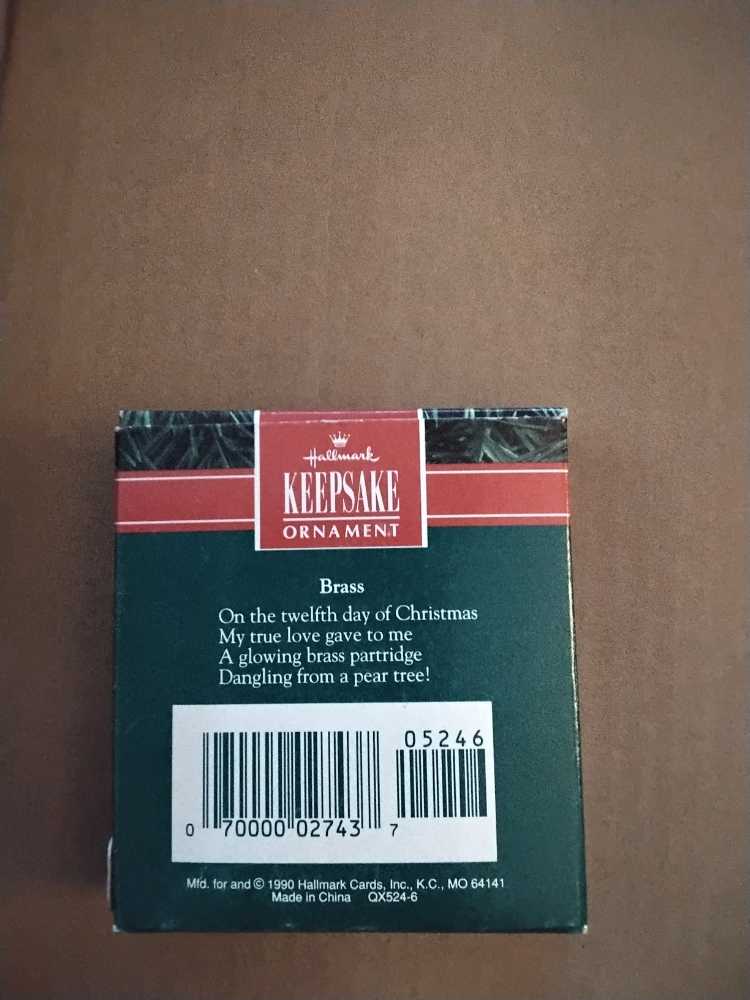 Hallmark
KEEPSAKE
ORNAMENT
Brass
On the twelfth day of Christmas
My true love gave to me
A glowing brass partridge
Dangling from a pear tree!
05246
0 70000 02743 7
Mfd. for and © 1990 Hallmark Cards, Inc., K.C., MO 64141
Made in China QX524-6